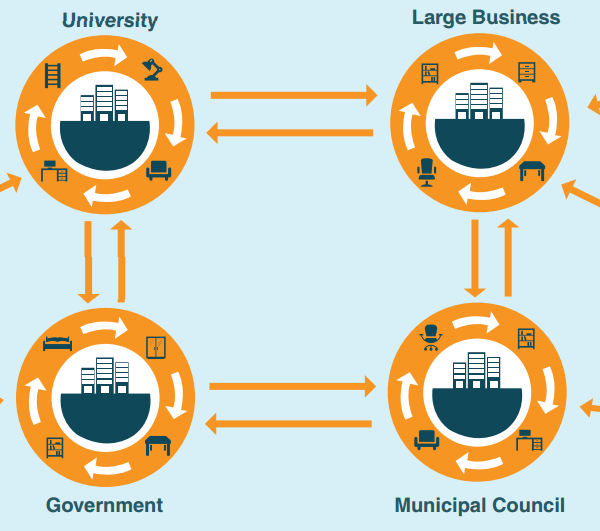 University
Large Business
Government
Municipal Council